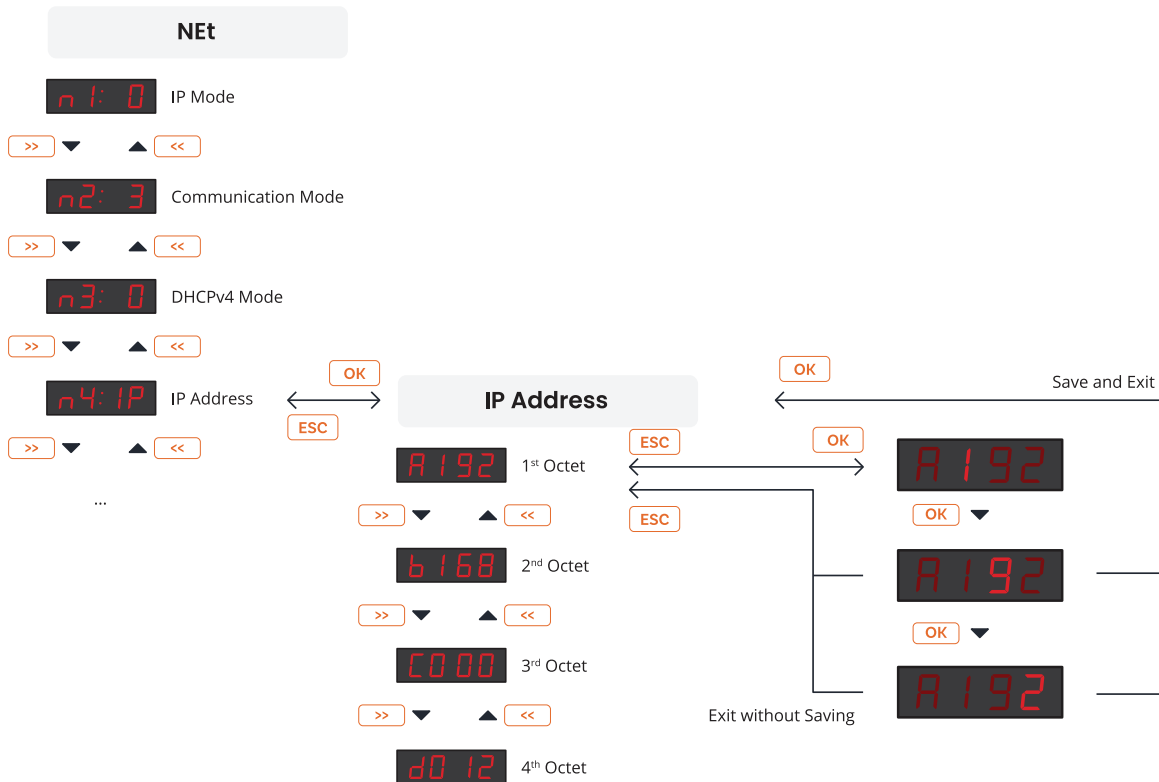 NEt
n1: 0 IP Mode
>> <<
n2: 3 Communication Mode
>> <<
n3: 0 DHCPv4 Mode
>> <<
n4:IP IP Address
>> <<
...
OK
ESC
IP Address
OK
Save and Exit
A192 1st Octet
>> <<
b168 2nd Octet
>> <<
C000 3rd Octet
>> <<
d012 4th Octet
ESC
OK
ESC
A192
OK
A192
OK
A192
Exit without Saving